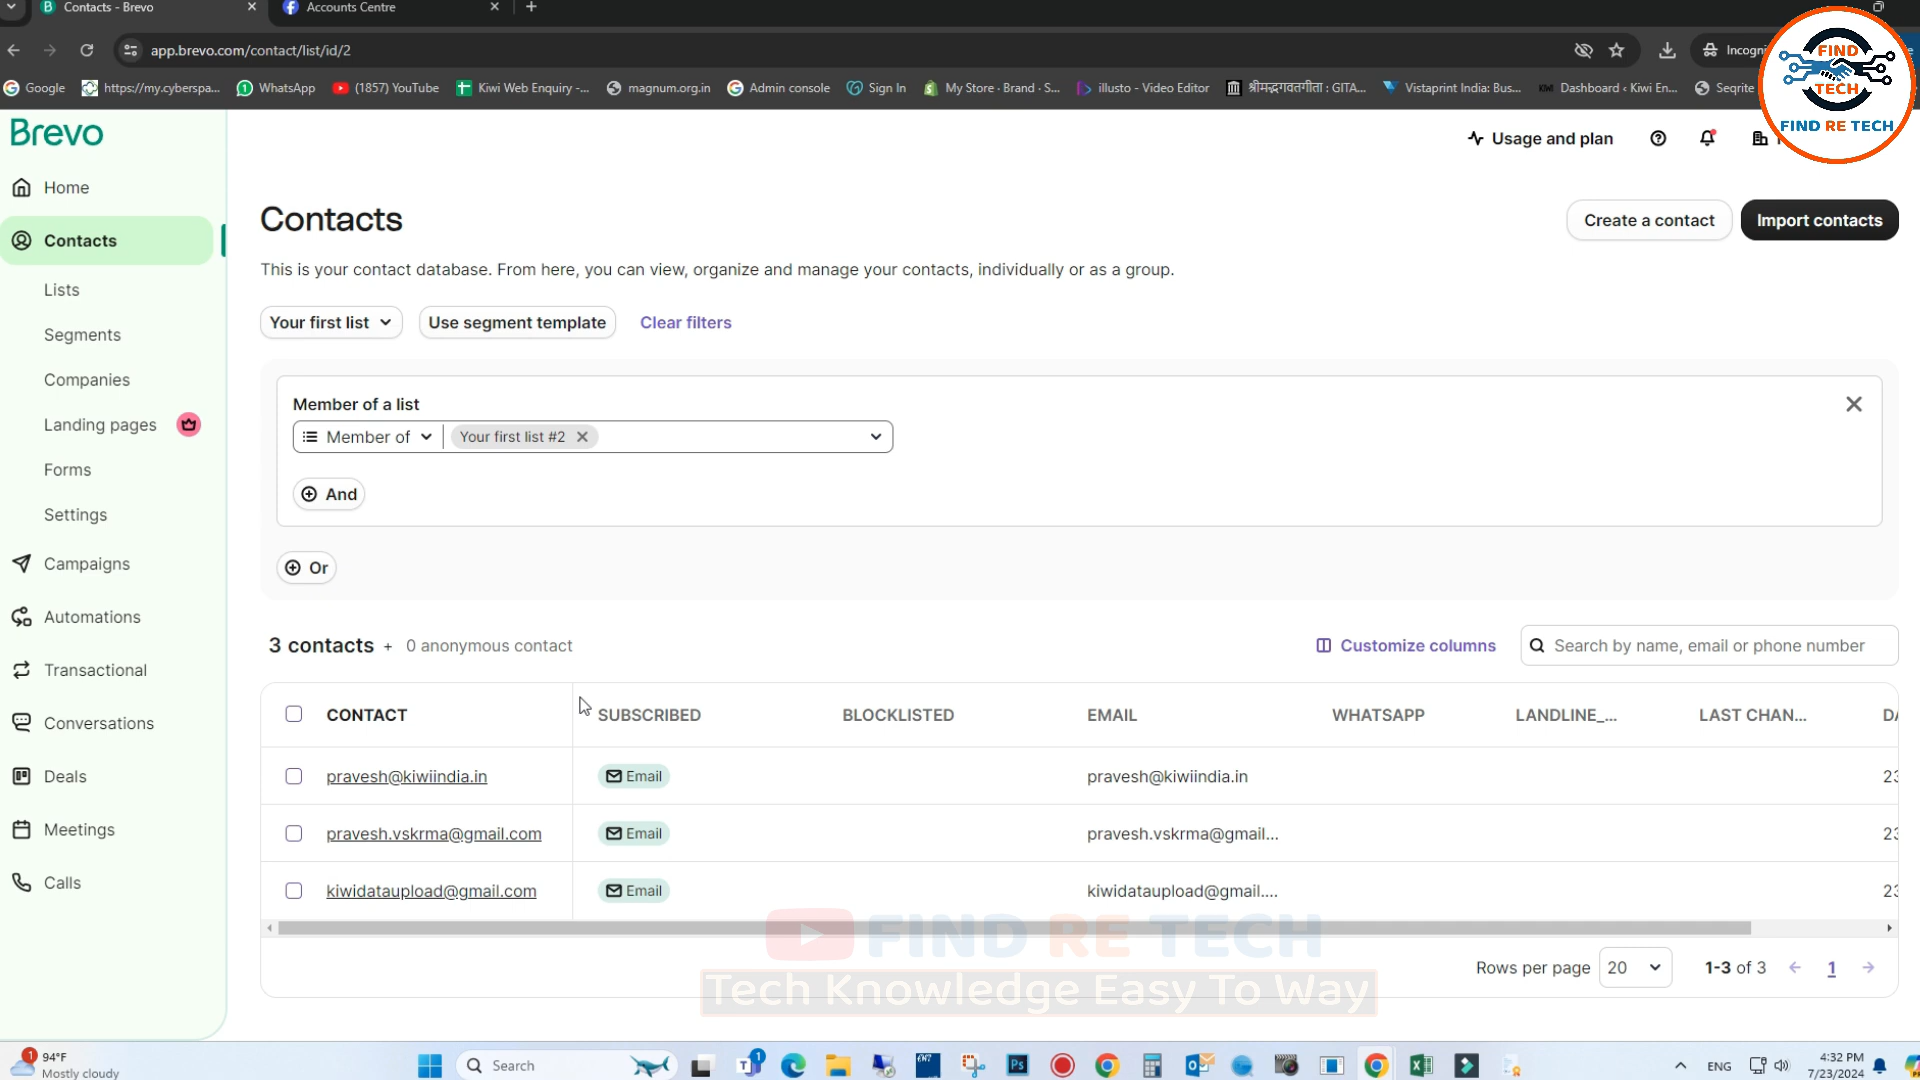 Contacts - Brevo
Accounts Centre
app.brevo.com/contact/list/id/2
Google
https://my.cyberspa...
WhatsApp
(1857) YouTube
Kiwi Web Enquiry -...
magnum.org.in
Admin console
Sign In
My Store - Brand - S...
illusto - Video Editor
श्रीमद्भगवतगीता : GITA...
Vistaprint India: Bus...
Dashboard ‹ Kiwi En...
Seqrite
FIND
TECH
FIND RE TECH
Brevo
Usage and plan
Home
Contacts
Lists
Segments
Companies
Landing pages
Forms
Settings
Campaigns
Automations
Transactional
Conversations
Deals
Meetings
Calls
Contacts
Create a contact
Import contacts
This is your contact database. From here, you can view, organize and manage your contacts, individually or as a group.
Your first list
Use segment template
Clear filters
Member of a list
Member of
Your first list #2
And
Or
3 contacts + 0 anonymous contact
Customize columns
Search by name, email or phone number
CONTACT SUBSCRIBED BLOCKLISTED EMAIL WHATSAPP LANDLINE_... LAST CHAN...
pravesh@kiwiindia.in Email pravesh@kiwiindia.in 23
pravesh.vskrma@gmail.com Email pravesh.vskrma@gmail... 23
kiwidataupload@gmail.com Email kiwidataupload@gmail.... 23
FIND RE TECH
Tech Knowledge Easy To Way
Rows per page 20 1-3 of 3 1
1
94°F
Mostly cloudy
Search
1
Ps
ENG
4:32 PM
7/23/2024